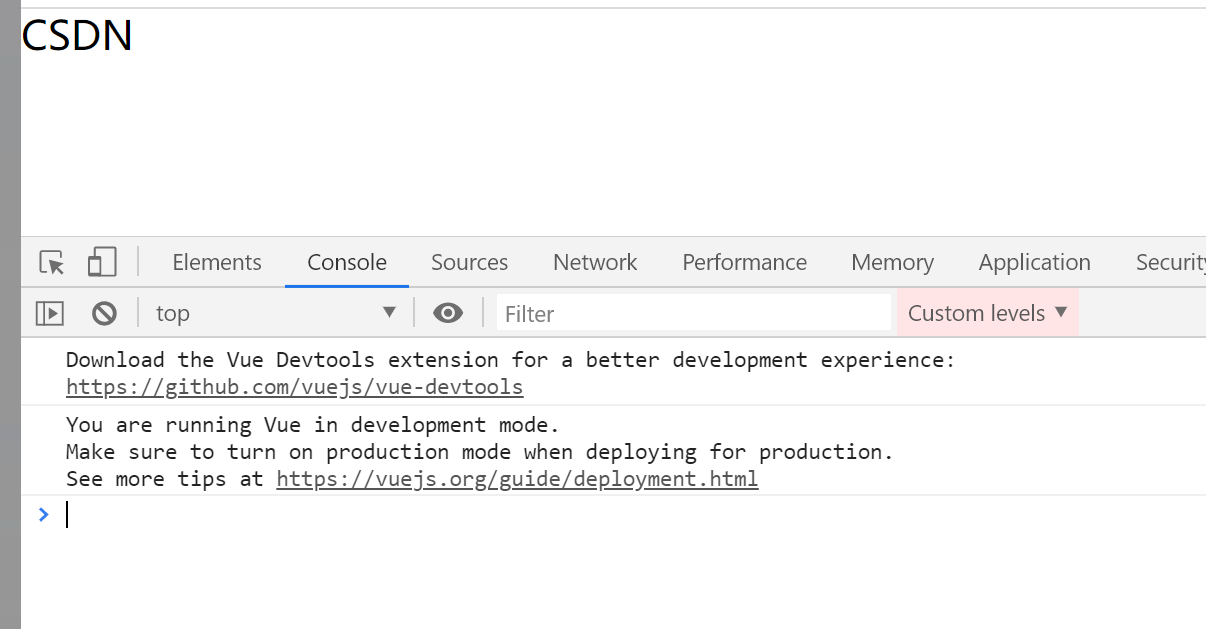 CSDN
Elements Console Sources Network Performance Memory Application Security
top Filter Custom levels
Download the Vue Devtools extension for a better development experience:
https://github.com/vuejs/vue-devtools
You are running Vue in development mode.
Make sure to turn on production mode when deploying for production.
See more tips at https://vuejs.org/guide/deployment.html